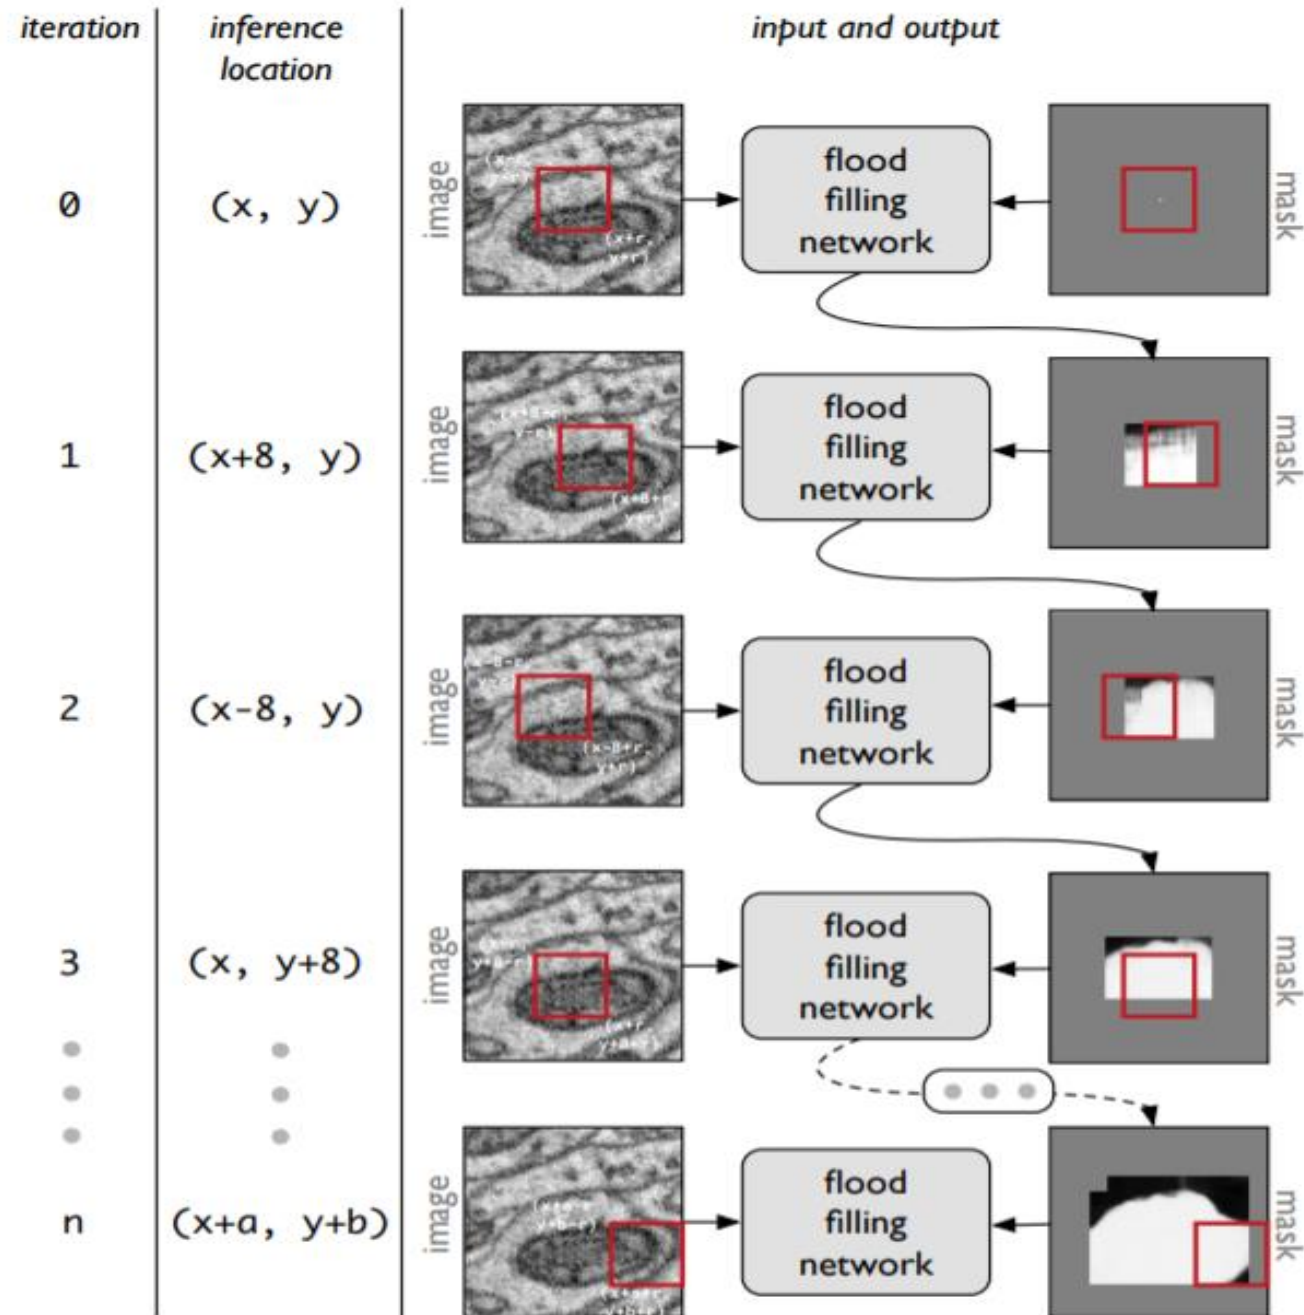 iteration
inference
location
input and output
0
(x, y)
image
flood
filling
network
mask
(x+r,
y+r)
1
(x+8, y)
image
flood
filling
network
mask
(x+8+r,
y+r)
2
(x-8, y)
image
flood
filling
network
mask
(x-8+r,
y+r)
3
(x, y+8)
image
flood
filling
network
mask
n
(x+a, y+b)
image
flood
filling
network
mask